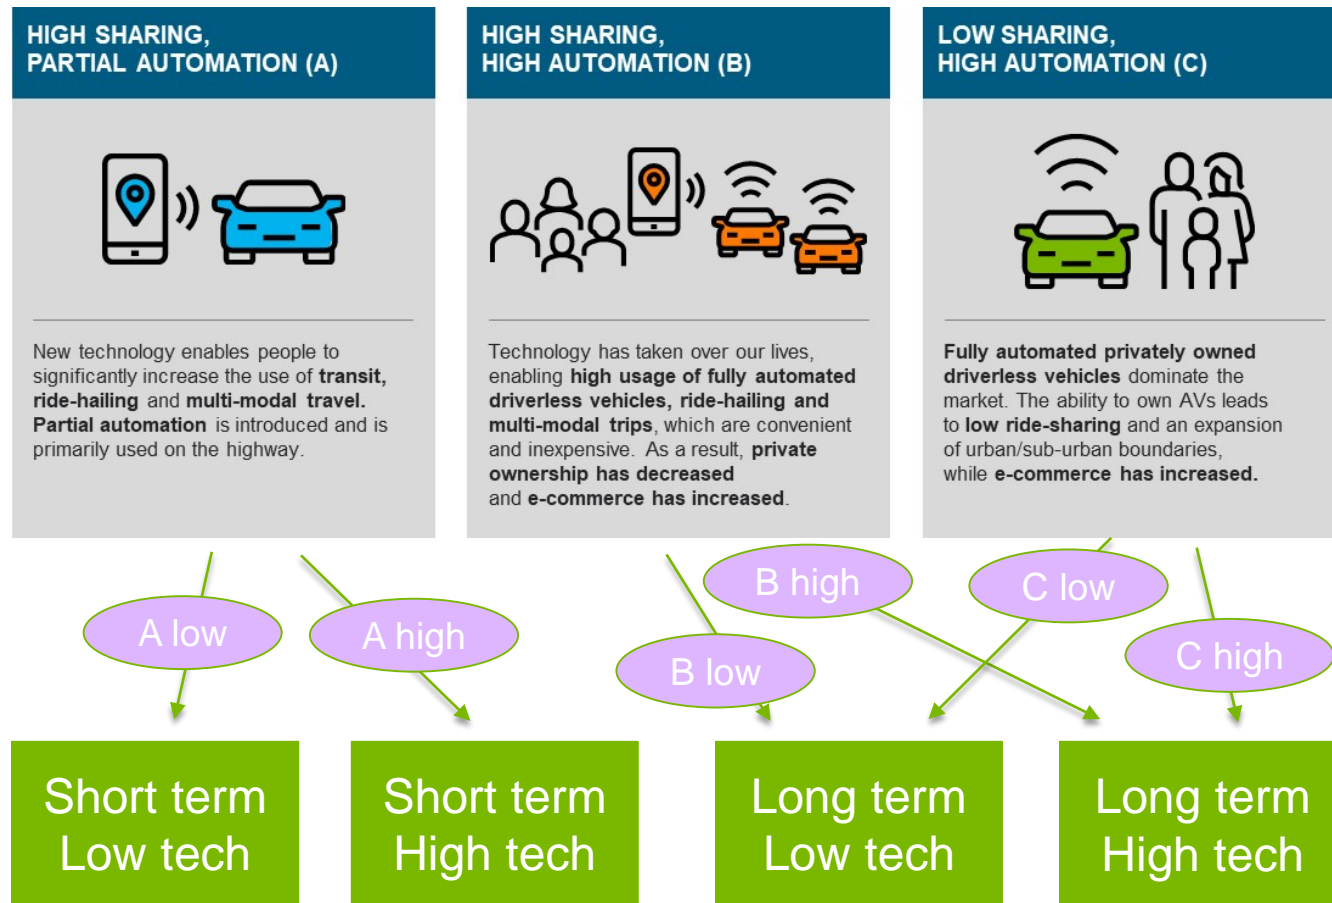 HIGH SHARING,
PARTIAL AUTOMATION (A)
New technology enables people to
significantly increase the use of transit,
ride-hailing and multi-modal travel.
Partial automation is introduced and is
primarily used on the highway.
HIGH SHARING,
HIGH AUTOMATION (B)
Technology has taken over our lives,
enabling high usage of fully automated
driverless vehicles, ride-hailing and
multi-modal trips, which are convenient
and inexpensive. As a result, private
ownership has decreased
and e-commerce has increased.
LOW SHARING,
HIGH AUTOMATION (C)
Fully automated privately owned
driverless vehicles dominate the
market. The ability to own AVs leads
to low ride-sharing and an expansion
of urban/sub-urban boundaries,
while e-commerce has increased.
A low
A high
B low
B high
C low
C high
Short term
Low tech
Short term
High tech
Long term
Low tech
Long term
High tech